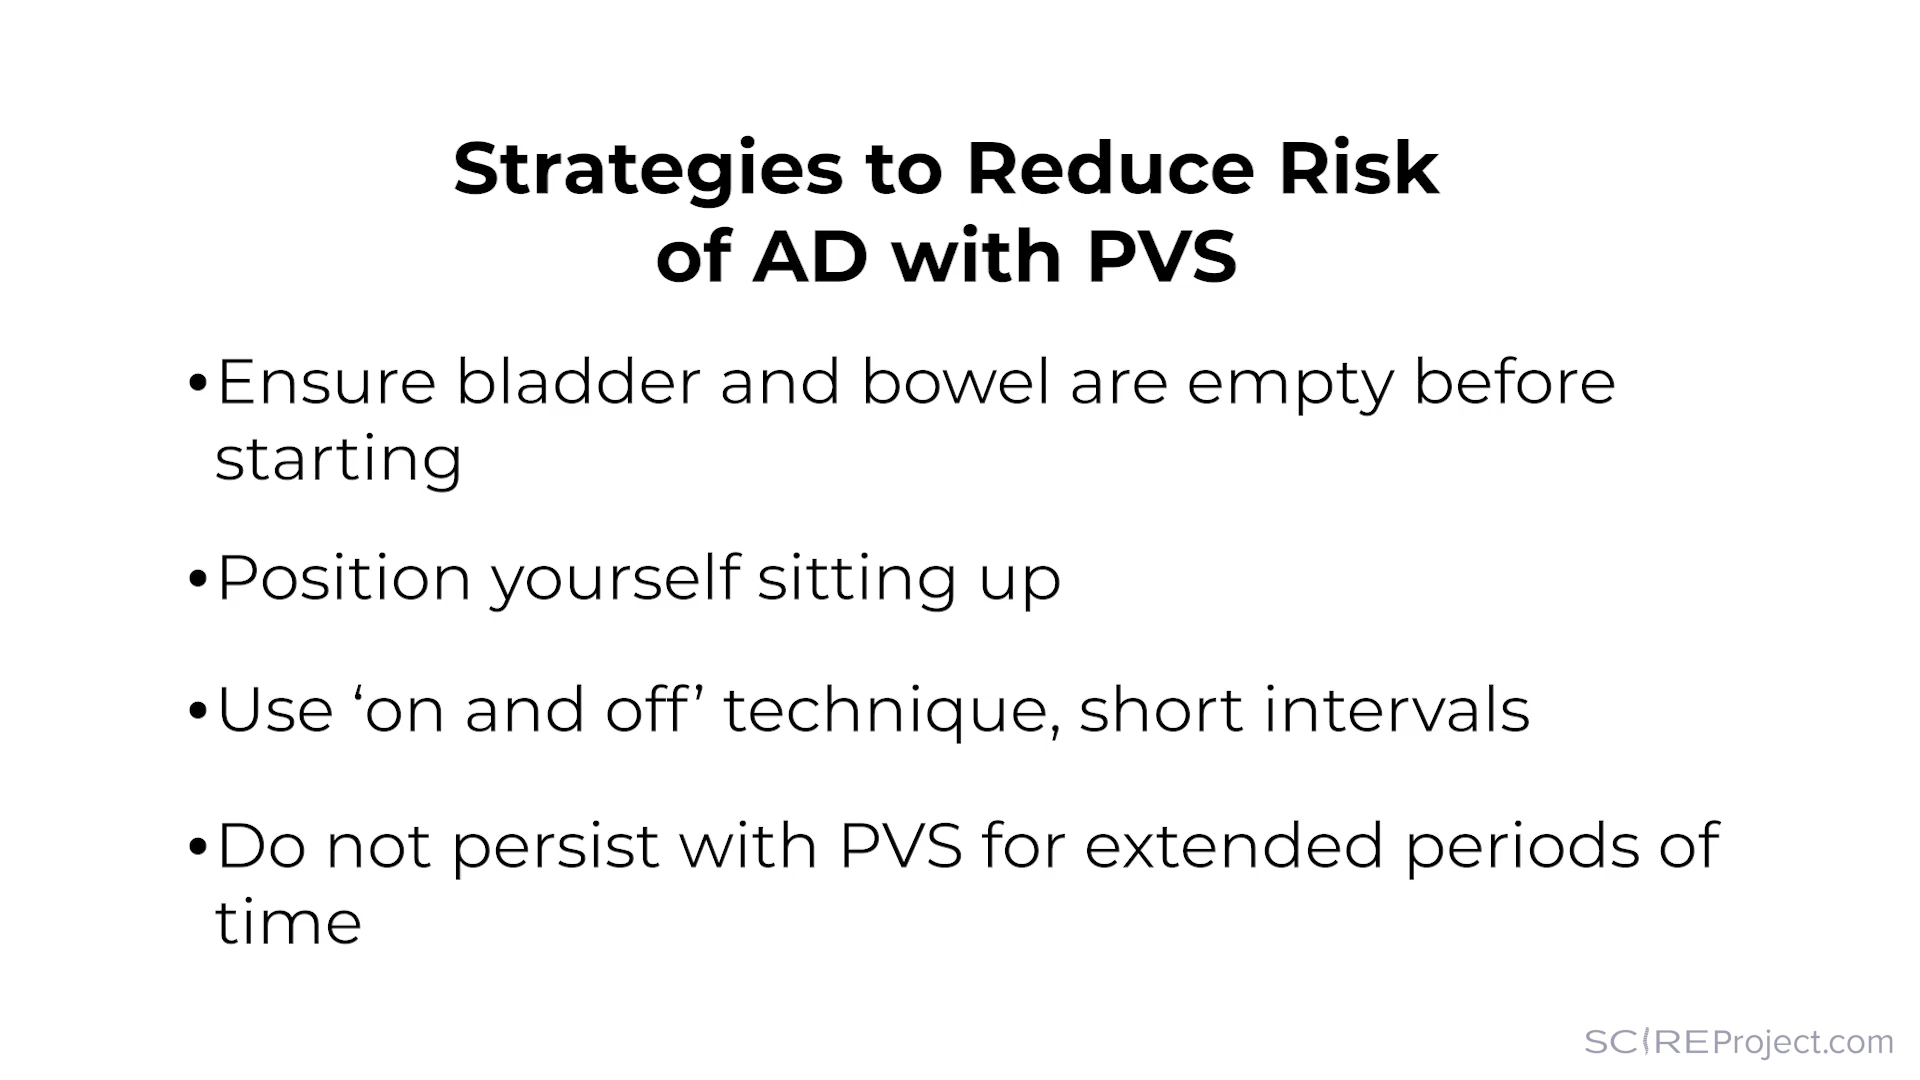 Strategies to Reduce Risk
of AD with PVS
•Ensure bladder and bowel are empty before
starting
•Position yourself sitting up
•Use ‘on and off’ technique, short intervals
•Do not persist with PVS for extended periods of
time
SCIREProject.com